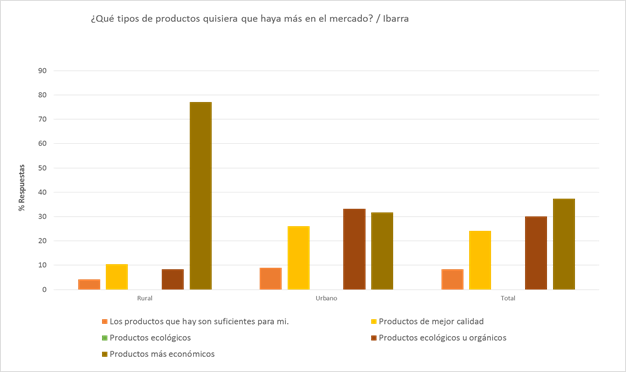 ¿Qué tipos de productos quisiera que haya más en el mercado? / Ibarra
90
80
70
60
50
40
30
20
10
0
% Respuestas
Rural
Urbano
Total
Los productos que hay son suficientes para mi.
Productos de mejor calidad
Productos ecológicos
Productos ecológicos u orgánicos
Productos más económicos